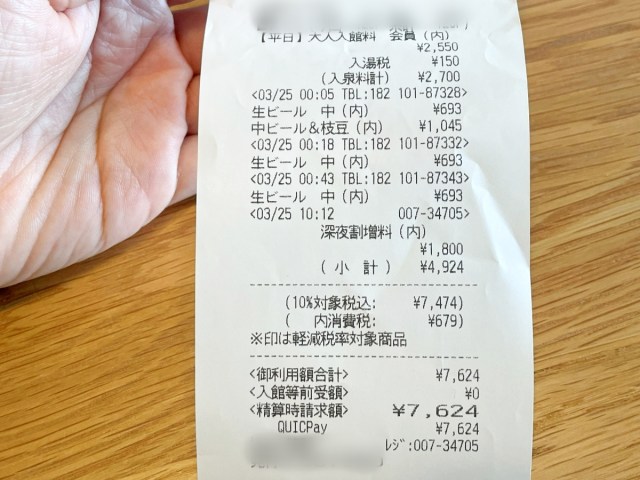 【平日】大人入館料 会員(内)
¥2,550
入湯税 ¥150
(入泉料計) ¥2,700
<03/25 00:05 TBL:182 101-87328>
生ビール 中(内) ¥693
中ビール&枝豆(内) ¥1,045
<03/25 00:18 TBL:182 101-87332>
生ビール 中(内) ¥693
<03/25 00:43 TBL:182 101-87343>
生ビール 中(内) ¥693
<03/25 10:12 007-34705>
深夜割増料(内)
¥1,800
(小 計) ¥4,924
(10%対象税込: ¥7,474)
( 内消費税: ¥679)
※印は軽減税率対象商品
<御利用額合計> ¥7,624
<入館等前受額> ¥0
<精算時請求額> ¥7,624
QUICPay ¥7,624
ﾚｼﾞ:007-34705